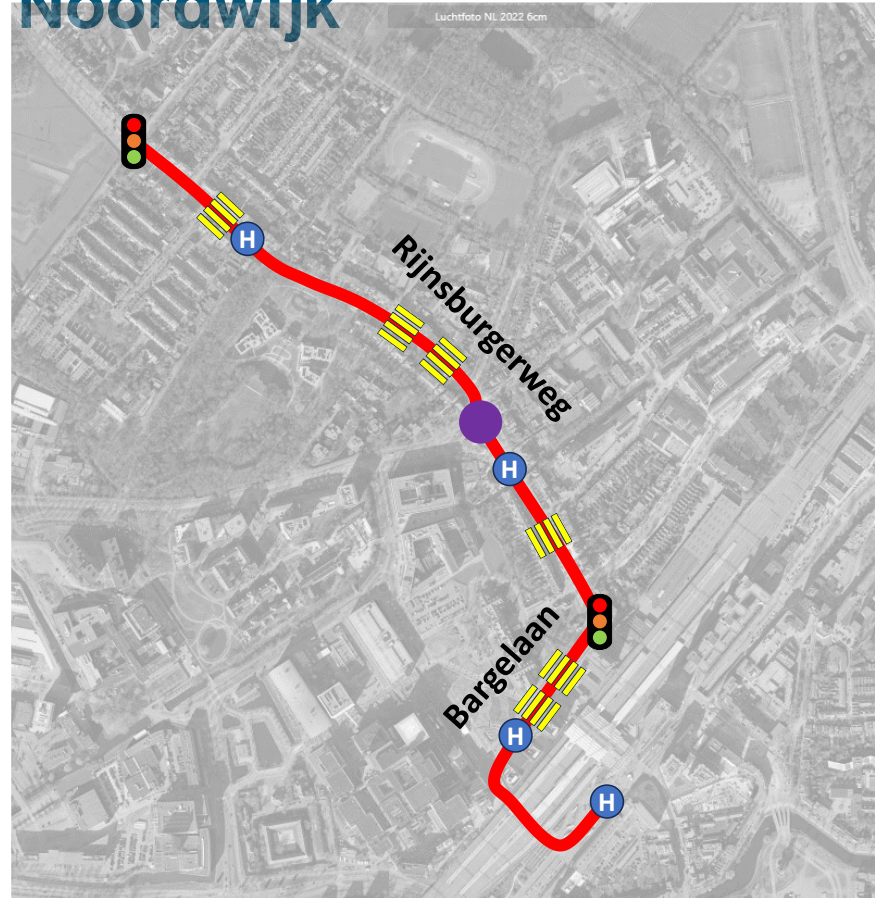 Noordwijk
Luchtfoto NL 2022 6cm
H
Rijnsburgerweg
H
Bargelaan
H
H